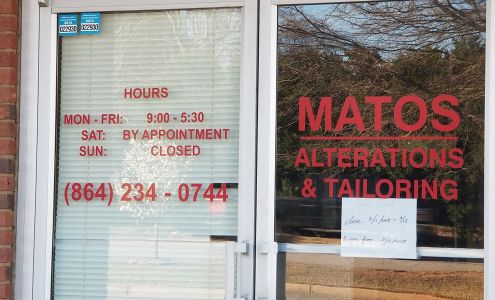 HOURS
MON - FRI: 9:00 - 5:30
SAT: BY APPOINTMENT
SUN: CLOSED
(864) 234 - 0744
MATOS
ALTERATIONS
& TAILORING